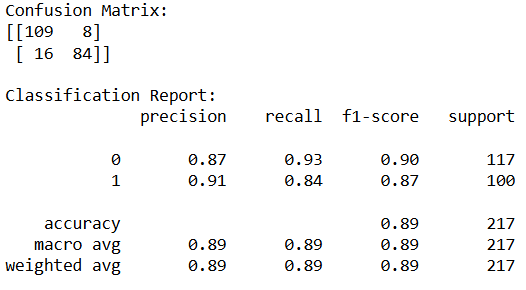 Confusion Matrix:
[[109   8]
 [ 16  84]]
Classification Report:
              precision    recall  f1-score   support
           0       0.87      0.93      0.90       117
           1       0.91      0.84      0.87       100
    accuracy                           0.89       217
   macro avg       0.89      0.89      0.89       217
weighted avg       0.89      0.89      0.89       217